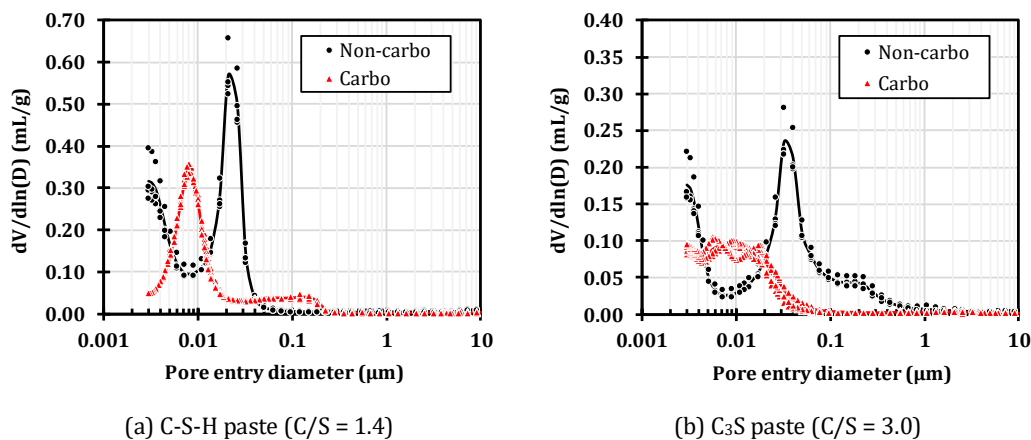 0.70
0.60
0.50
0.40
0.30
0.20
0.10
0.00
dV/dln(D) (mL/g)
Non-carbo
Carbo
0.001 0.01 0.1 1 10
Pore entry diameter (µm)
(a) C-S-H paste (C/S = 1.4)
0.40
0.35
0.30
0.25
0.20
0.15
0.10
0.05
0.00
dV/dln(D) (mL/g)
Non-carbo
Carbo
0.001 0.01 0.1 1 10
Pore entry diameter (µm)
(b) C₃S paste (C/S = 3.0)